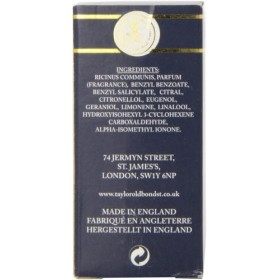 INGREDIENTS:
RICINUS COMMUNIS, PARFUM
(FRAGRANCE), BENZYL BENZOATE,
BENZYL SALICYLATE, CITRAL,
CITRONELLOL, EUGENOL,
GERANIOL, LIMONENE, LINALOOL,
HYDROXYISOHEXYL 3-CYCLOHEXENE
CARBOXALDEHYDE,
ALPHA-ISOMETHYL IONONE.
74 JERMYN STREET,
ST. JAMES'S,
LONDON, SW1Y 6NP
www.tayloroldbondst.co.uk
MADE IN ENGLAND
FABRIQUÉ EN ANGLETERRE
HERGESTELLT IN ENGLAND